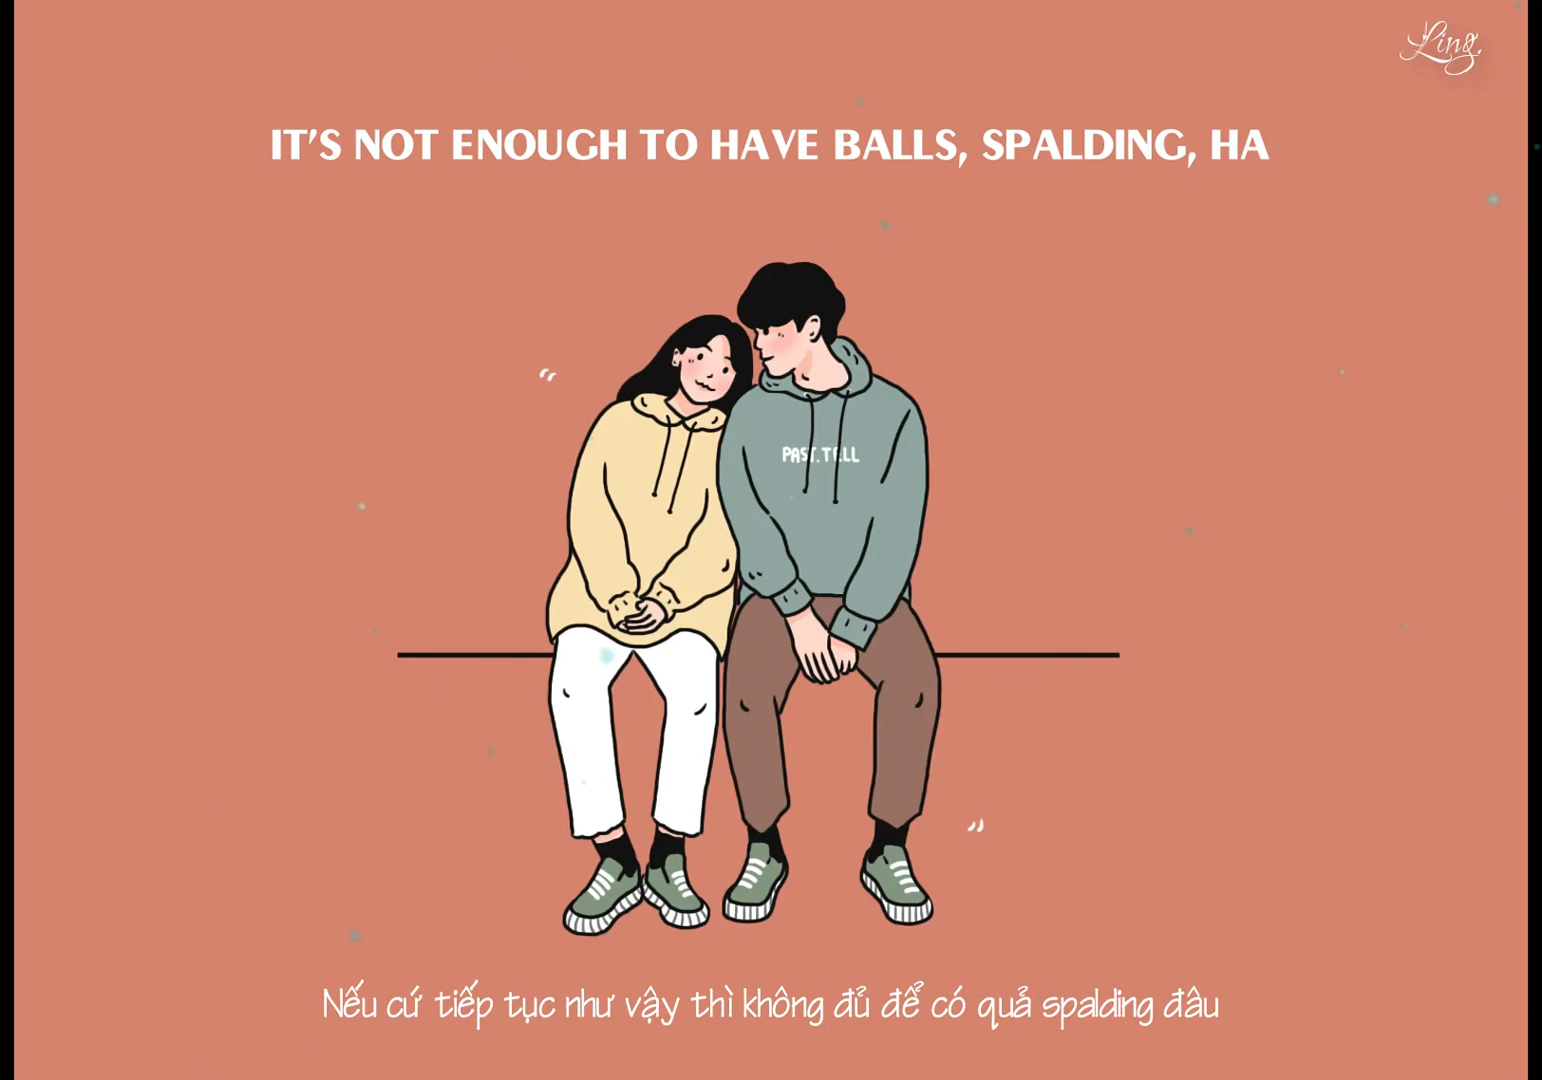 Ling.
IT'S NOT ENOUGH TO HAVE BALLS, SPALDING, HA
PAST.TELL
Nếu cứ tiếp tục như vậy thì không đủ để có quả spalding đâu